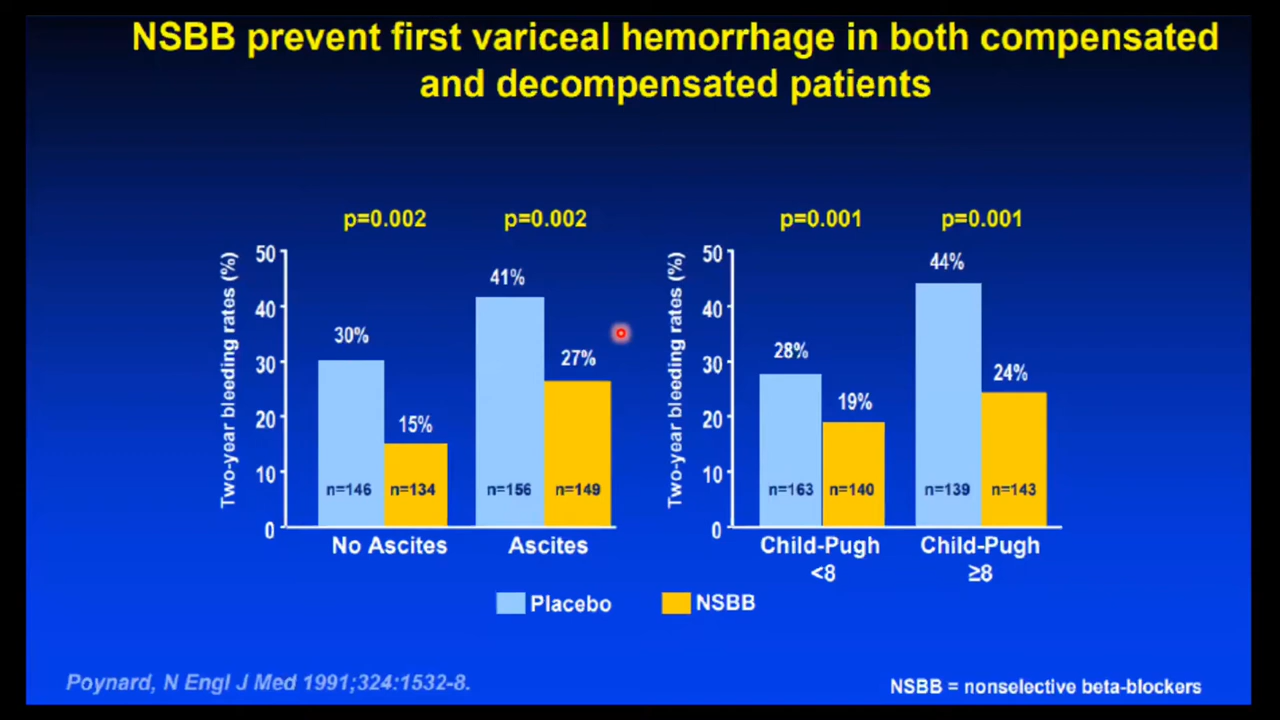 NSBB prevent first variceal hemorrhage in both compensated
and decompensated patients
p=0.002
p=0.002
Two-year bleeding rates (%)
50
40
30
20
10
0
30%
15%
41%
27%
n=146
n=134
n=156
n=149
No Ascites
Ascites
p=0.001
p=0.001
Two-year bleeding rates (%)
50
40
30
20
10
0
28%
19%
44%
24%
n=163
n=140
n=139
n=143
Child-Pugh
<8
Child-Pugh
≥8
Placebo
NSBB
Poynard, N Engl J Med 1991;324:1532-8.
NSBB = nonselective beta-blockers